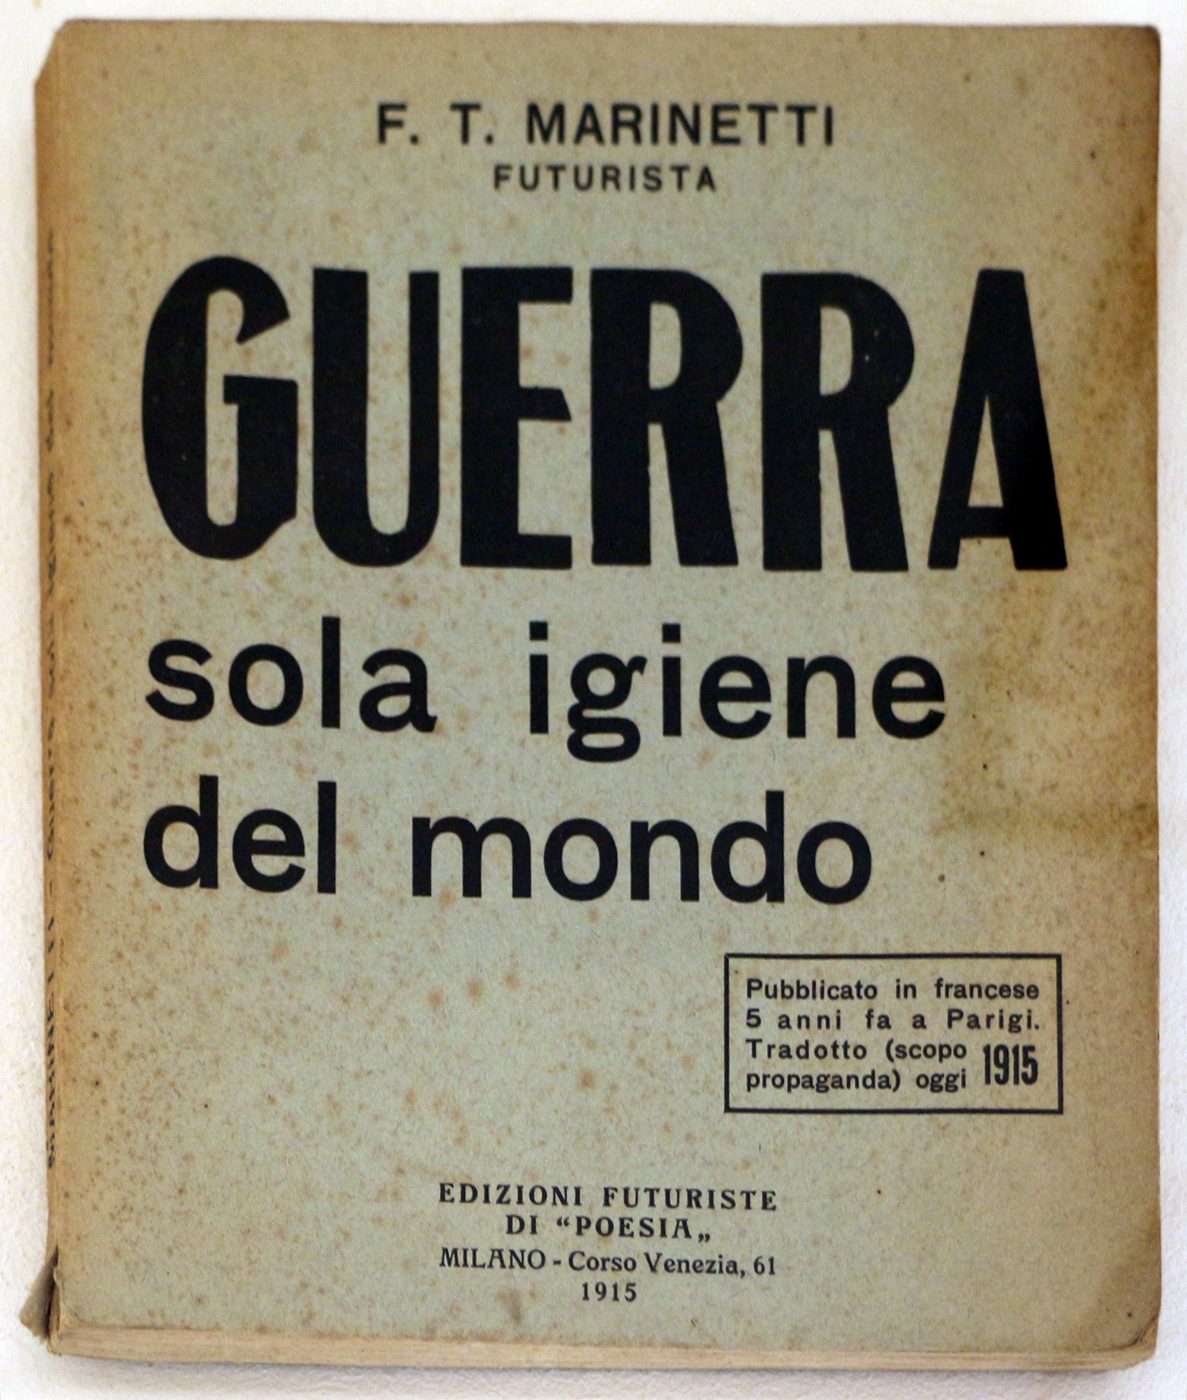 F. T. MARINETTI
FUTURISTA
GUERRA
sola igiene
del mondo
Pubblicato in francese
5 anni fa a Parigi.
Tradotto (scopo
propaganda) oggi 1915
EDIZIONI FUTURISTE
DI “POESIA„
MILANO - Corso Venezia, 61
1915